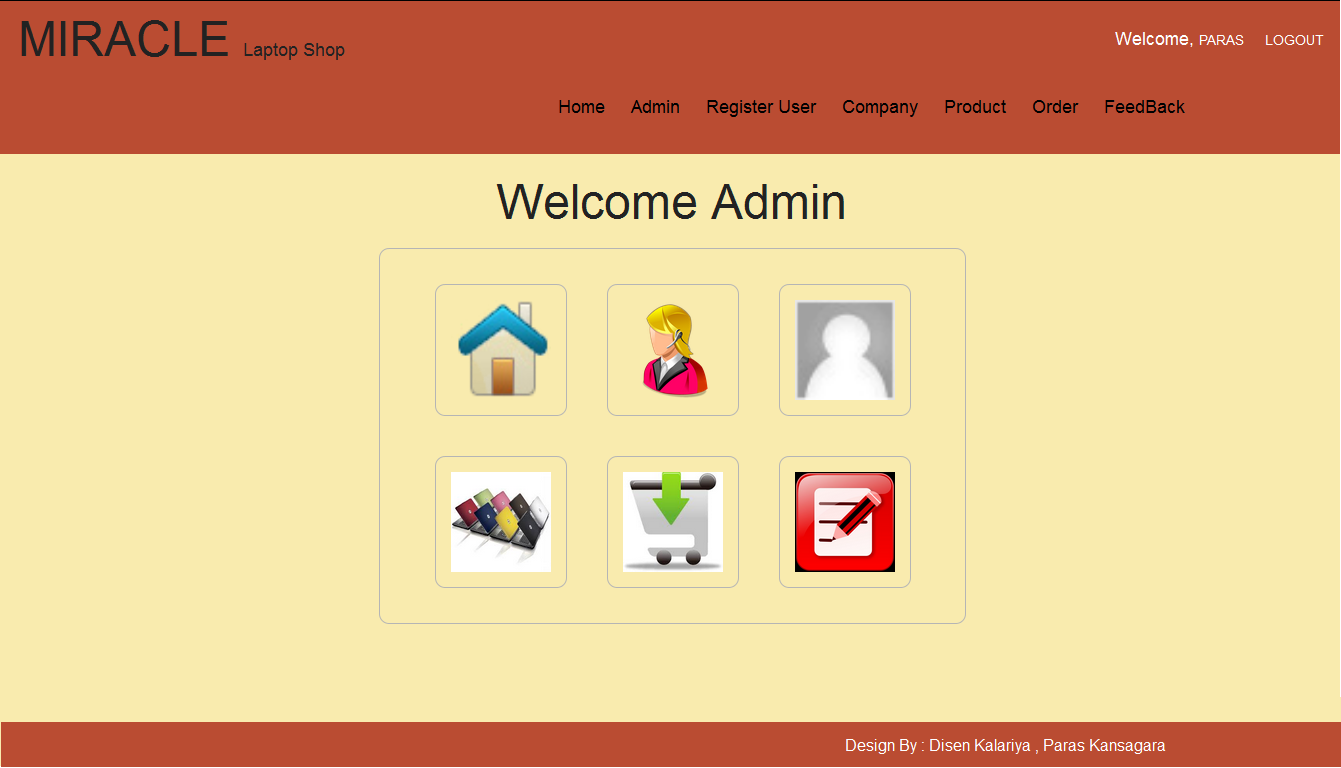 MIRACLE Laptop Shop
Welcome, PARAS LOGOUT
Home Admin Register User Company Product Order FeedBack
Welcome Admin
Design By : Disen Kalariya , Paras Kansagara